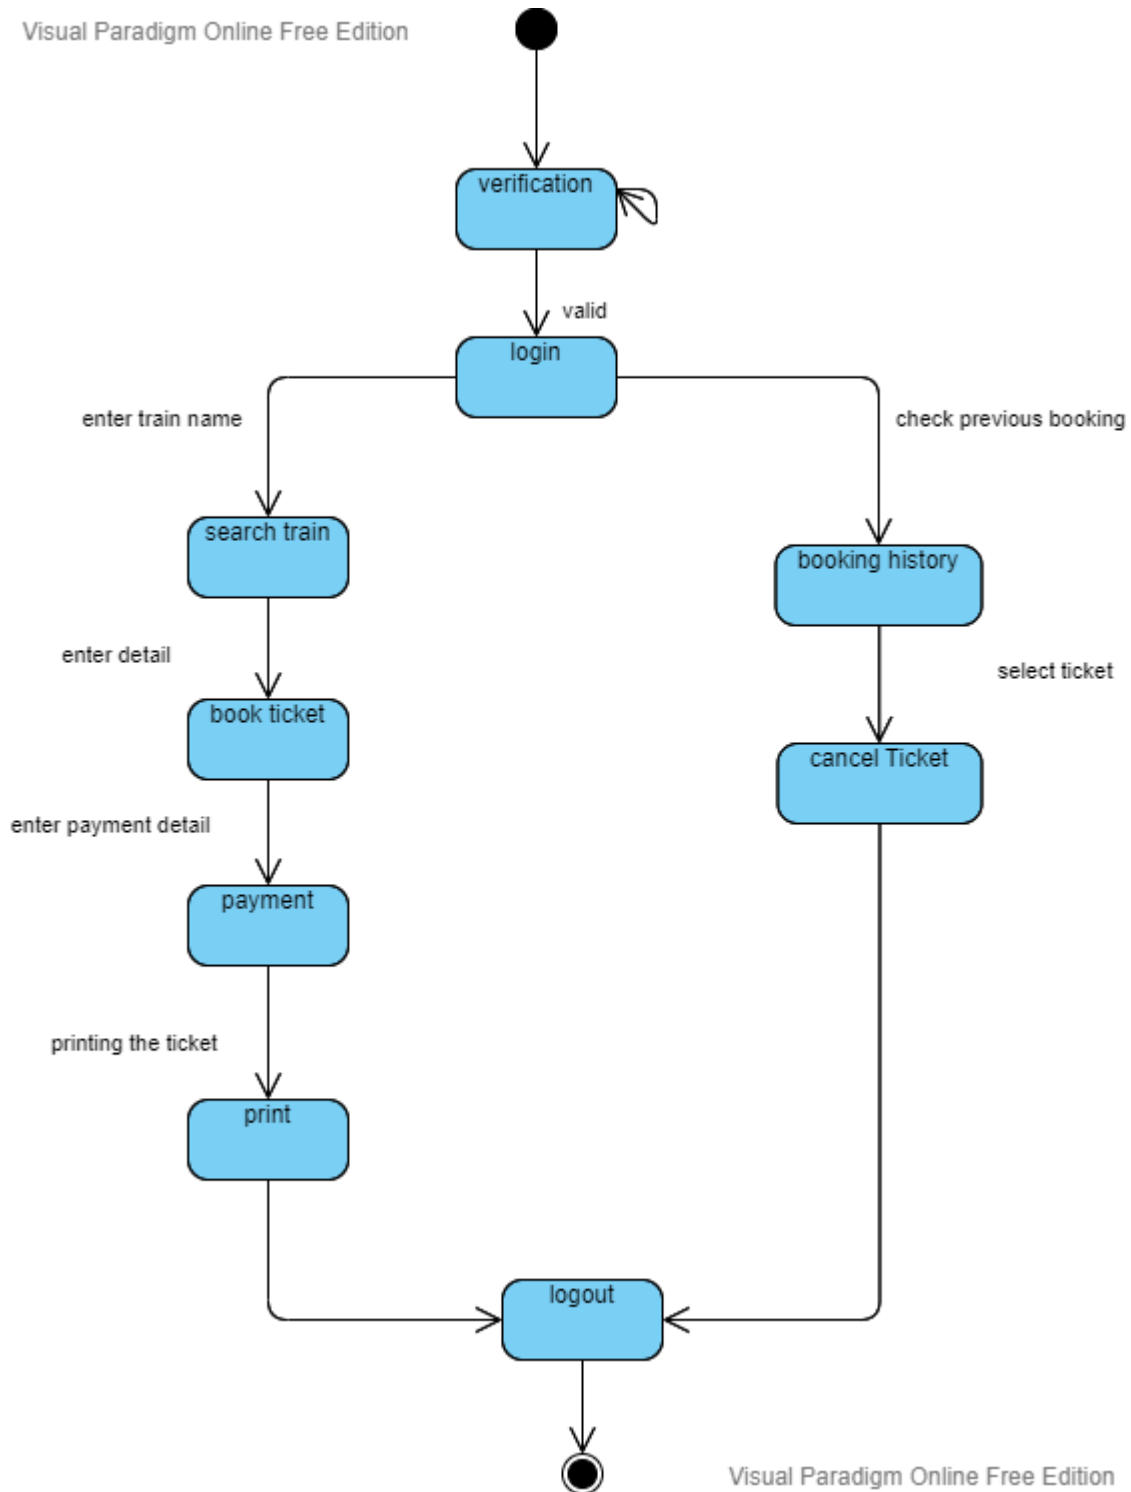 Visual Paradigm Online Free Edition
verification
valid
login
enter train name
check previous booking
search train
booking history
enter detail
select ticket
book ticket
cancel Ticket
enter payment detail
payment
printing the ticket
print
logout
Visual Paradigm Online Free Edition